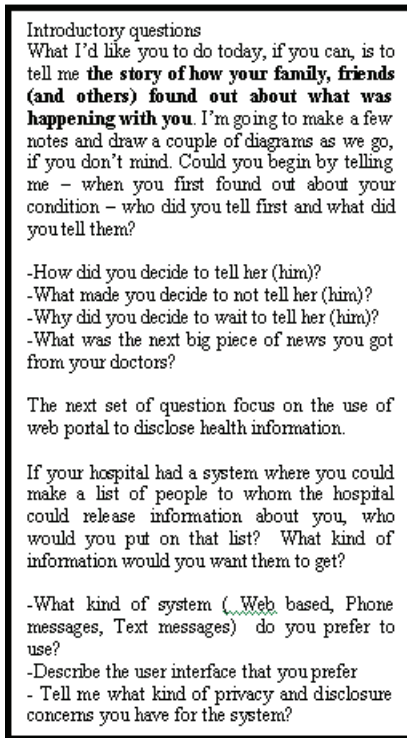 Introductory questions
What I'd like you to do today, if you can, is to
tell me the story of how your family, friends
(and others) found out about what was
happening with you. I'm going to make a few
notes and draw a couple of diagrams as we go,
if you don't mind. Could you begin by telling
me – when you first found out about your
condition – who did you tell first and what did
you tell them?
-How did you decide to tell her (him)?
-What made you decide to not tell her (him)?
-Why did you decide to wait to tell her (him)?
-What was the next big piece of news you got
from your doctors?
The next set of question focus on the use of
web portal to disclose health information.
If your hospital had a system where you could
make a list of people to whom the hospital
could release information about you, who
would you put on that list? What kind of
information would you want them to get?
-What kind of system ( Web based, Phone
messages, Text messages) do you prefer to
use?
-Describe the user interface that you prefer
- Tell me what kind of privacy and disclosure
concerns you have for the system?